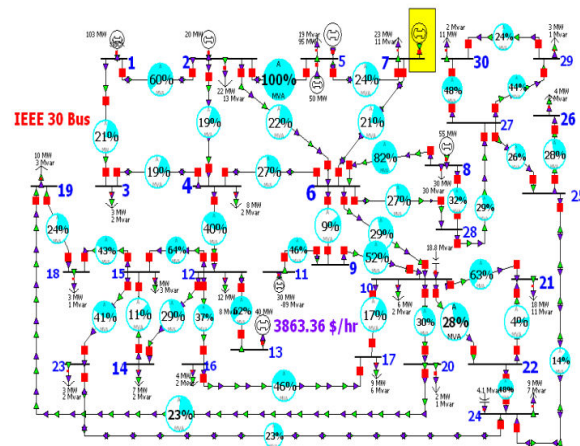 103 MW
1
20 MW
2
19 Mvar
95 MW
5
50 MW
23 MW
11 Mvar
7
2 Mvar
11 MW
30
24%
3 MW
1 Mvar
29
60%
MVA
22 MW
13 Mvar
A
100%
MVA
24%
48%
44%
4 MW
2 Mvar
26
IEEE 30 Bus
21%
19%
22%
21%
27
55 MW
82%
8
26%
28%
10 MW
3 Mvar
19
19%
27%
30 MW
30 Mvar
3
4
6
27%
32%
29%
25
3 MW
2 Mvar
8 MW
2 Mvar
28
24%
40%
9%
29%
43%
64%
46%
52%
18
15
12
11
9
10
18.8 Mvar
63%
21
3 MW
1 Mvar
12 MW
30 MW
-89 Mvar
6 MW
2 Mvar
18 MW
11 Mvar
41%
11%
29%
37%
62%
40 MW
3863.36 $/hr
17%
30%
A
28%
MVA
4%
13
23
14
16
17
20
22
14%
3 MW
2 Mvar
7 MW
2 Mvar
4 MW
2 Mvar
46%
9 MW
6 Mvar
2 MW
1 Mvar
4.1 Mvar
9 MW
7 Mvar
24
23%
23%